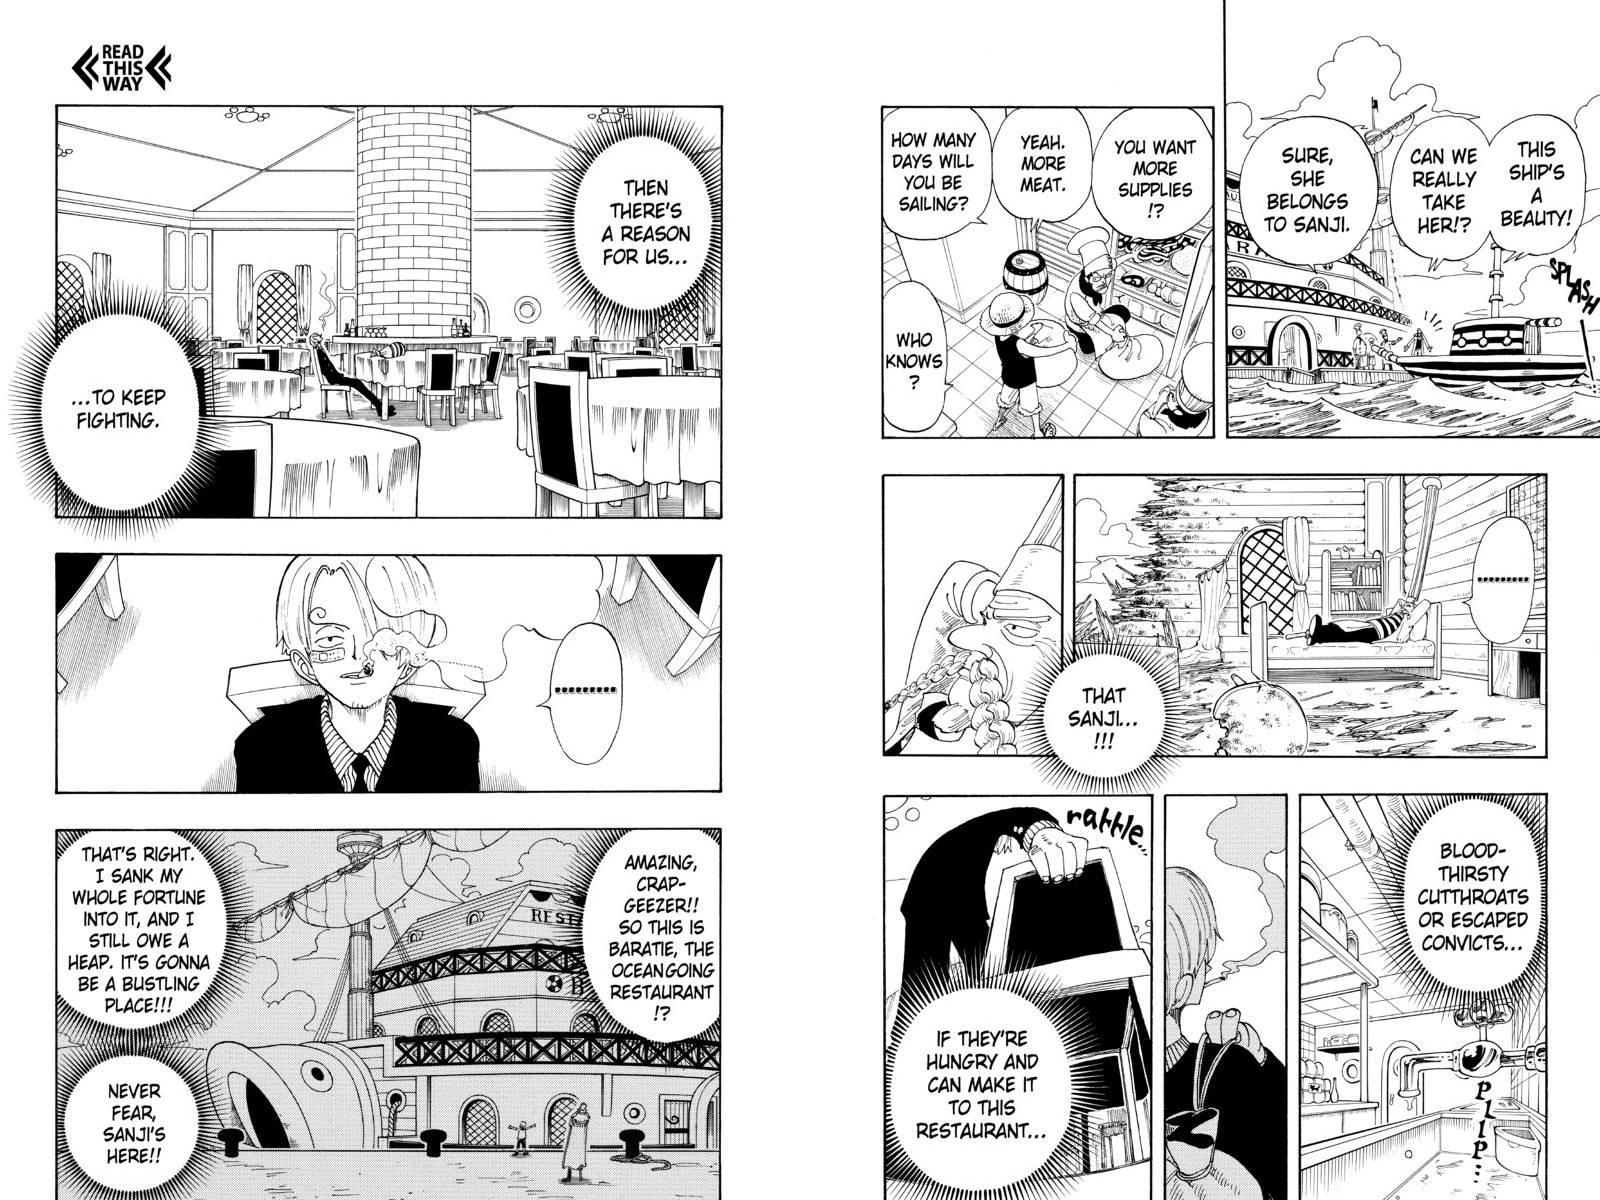 READ
THIS
WAY
THIS
SHIP'S
A
BEAUTY!
CAN WE
REALLY
TAKE
HER!?
SURE,
SHE
BELONGS
TO SANJI.
SPLASH
YOU WANT
MORE
SUPPLIES
!?
YEAH.
MORE
MEAT.
HOW MANY
DAYS WILL
YOU BE
SAILING?
WHO
KNOWS
?
..........
THAT
SANJI...
!!!
BLOOD-
THIRSTY
CUTTHROATS
OR ESCAPED
CONVICTS...
PLIP...
rattle...
IF THEY'RE
HUNGRY AND
CAN MAKE IT
TO THIS
RESTAURANT...
THEN
THERE'S
A REASON
FOR US...
...TO KEEP
FIGHTING.
..........
AMAZING,
CRAP-
GEEZER!!
SO THIS IS
BARATIE, THE
OCEANGOING
RESTAURANT
!?
REST
B
THAT'S RIGHT.
I SANK MY
WHOLE FORTUNE
INTO IT, AND I
STILL OWE A
HEAP. IT'S GONNA
BE A BUSTLING
PLACE!!!
NEVER
FEAR,
SANJI'S
HERE!!